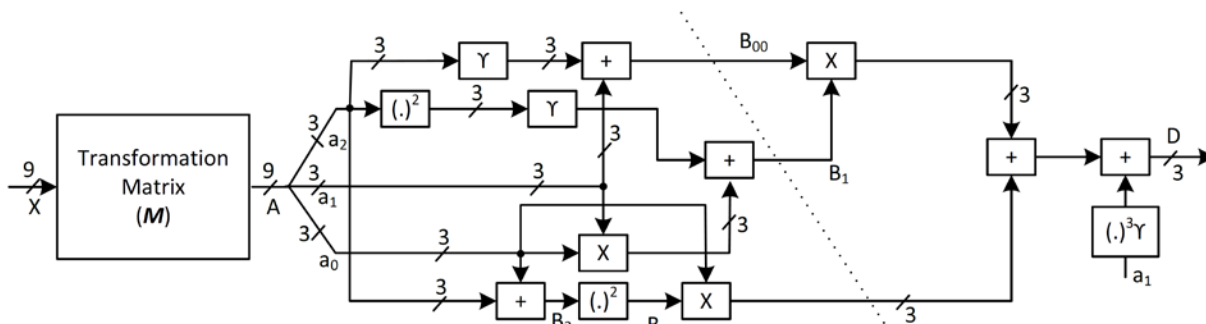 3 ϒ 3 + B00 X
(.)² 3 ϒ
3 a2 3 3
9 X Transformation Matrix (M) 9 A 3 a1 3 + B1 + + D 3
3 a0 3 X 3 (.)³ϒ
3 + B2 (.)² X 3 a1